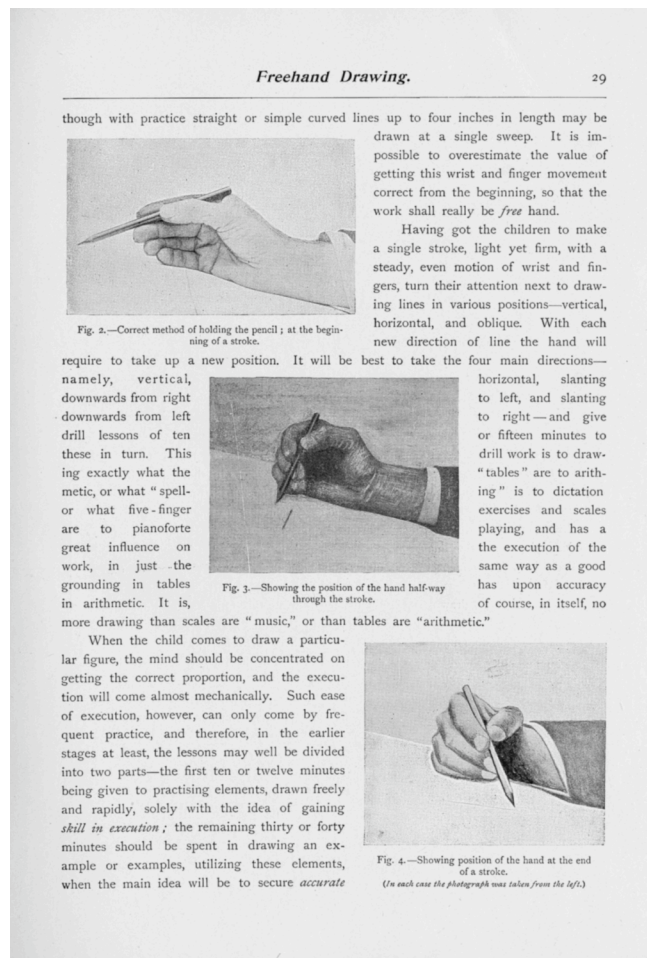 Freehand Drawing.
29
though with practice straight or simple curved lines up to four inches in length may be
drawn at a single sweep. It is im-
possible to overestimate the value of
getting this wrist and finger movement
correct from the beginning, so that the
work shall really be free hand.
Having got the children to make
a single stroke, light yet firm, with a
steady, even motion of wrist and fin-
gers, turn their attention next to draw-
ing lines in various positions—vertical,
horizontal, and oblique. With each
new direction of line the hand will
Fig. 2.—Correct method of holding the pencil ; at the begin-
ning of a stroke.
require to take up a new position. It will be best to take the four main directions—
namely, vertical, horizontal, slanting
downwards from right to left, and slanting
downwards from left to right—and give
drill lessons of ten or fifteen minutes to
these in turn. This drill work is to draw-
ing exactly what the “tables” are to arith-
metic, or what “spell- ing” is to dictation
or what five-finger exercises and scales
are to pianoforte playing, and has a
great influence on the execution of the
work, in just the same way as a good
grounding in tables has upon accuracy
in arithmetic. It is, of course, in itself, no
Fig. 3.—Showing the position of the hand half-way
through the stroke.
more drawing than scales are “music,” or than tables are “arithmetic.”
When the child comes to draw a particu-
lar figure, the mind should be concentrated on
getting the correct proportion, and the execu-
tion will come almost mechanically. Such ease
of execution, however, can only come by fre-
quent practice, and therefore, in the earlier
stages at least, the lessons may well be divided
into two parts—the first ten or twelve minutes
being given to practising elements, drawn freely
and rapidly, solely with the idea of gaining
skill in execution ; the remaining thirty or forty
minutes should be spent in drawing an ex-
ample or examples, utilizing these elements,
when the main idea will be to secure accurate
Fig. 4.—Showing position of the hand at the end
of a stroke.
(In each case the photograph was taken from the left.)